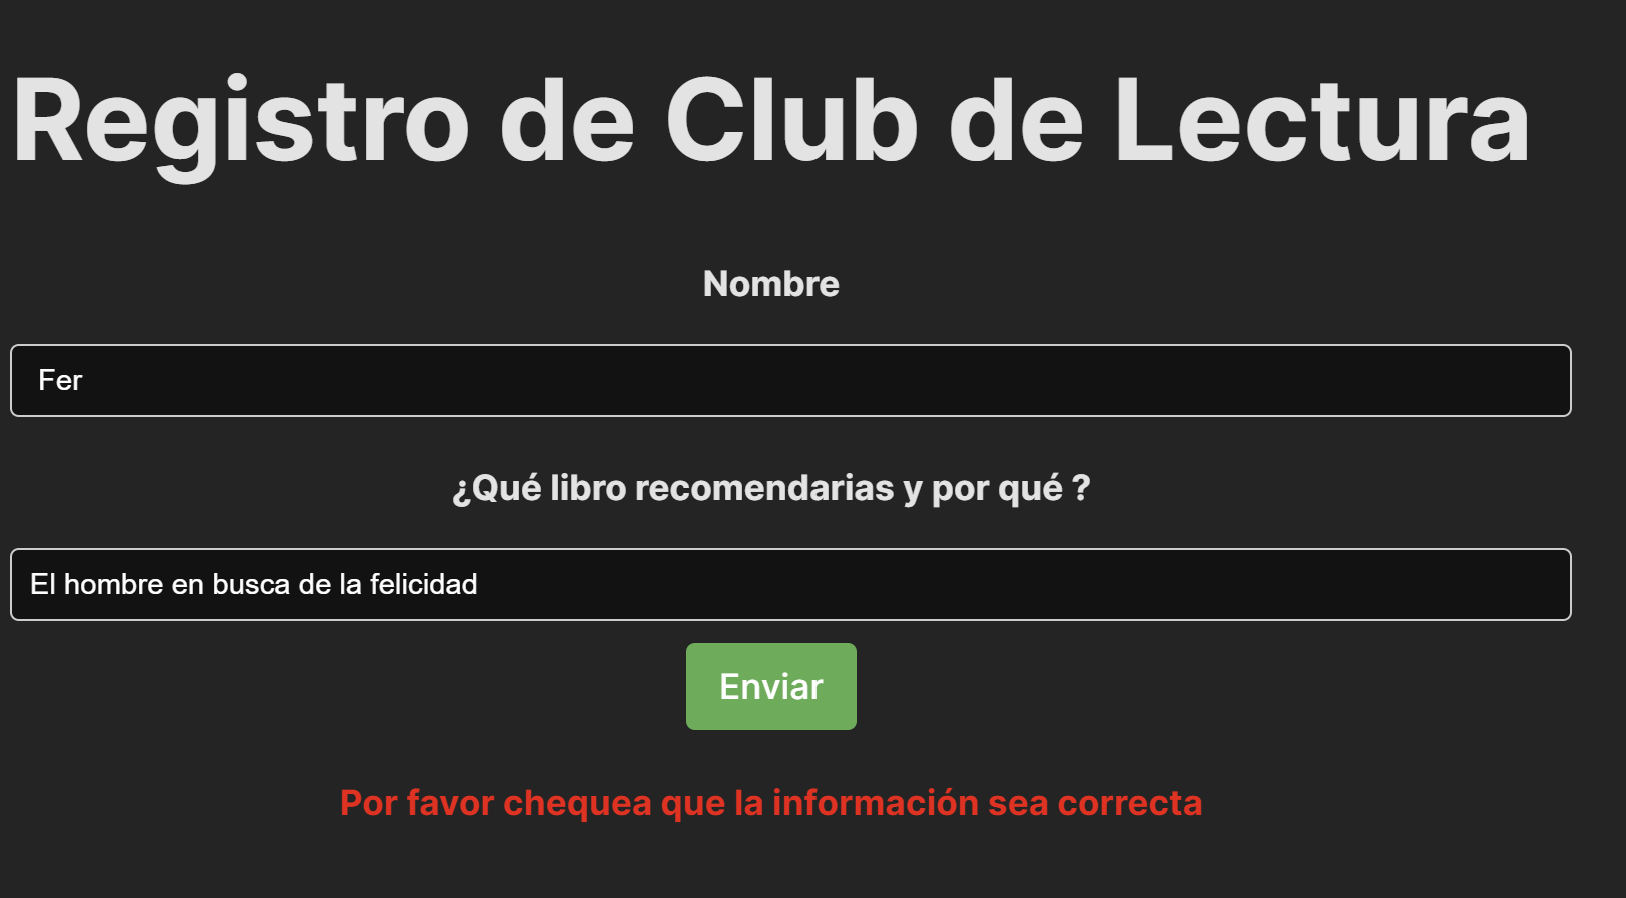 Registro de Club de Lectura
Nombre
Fer
¿Qué libro recomendarias y por qué ?
El hombre en busca de la felicidad
Enviar
Por favor chequea que la información sea correcta